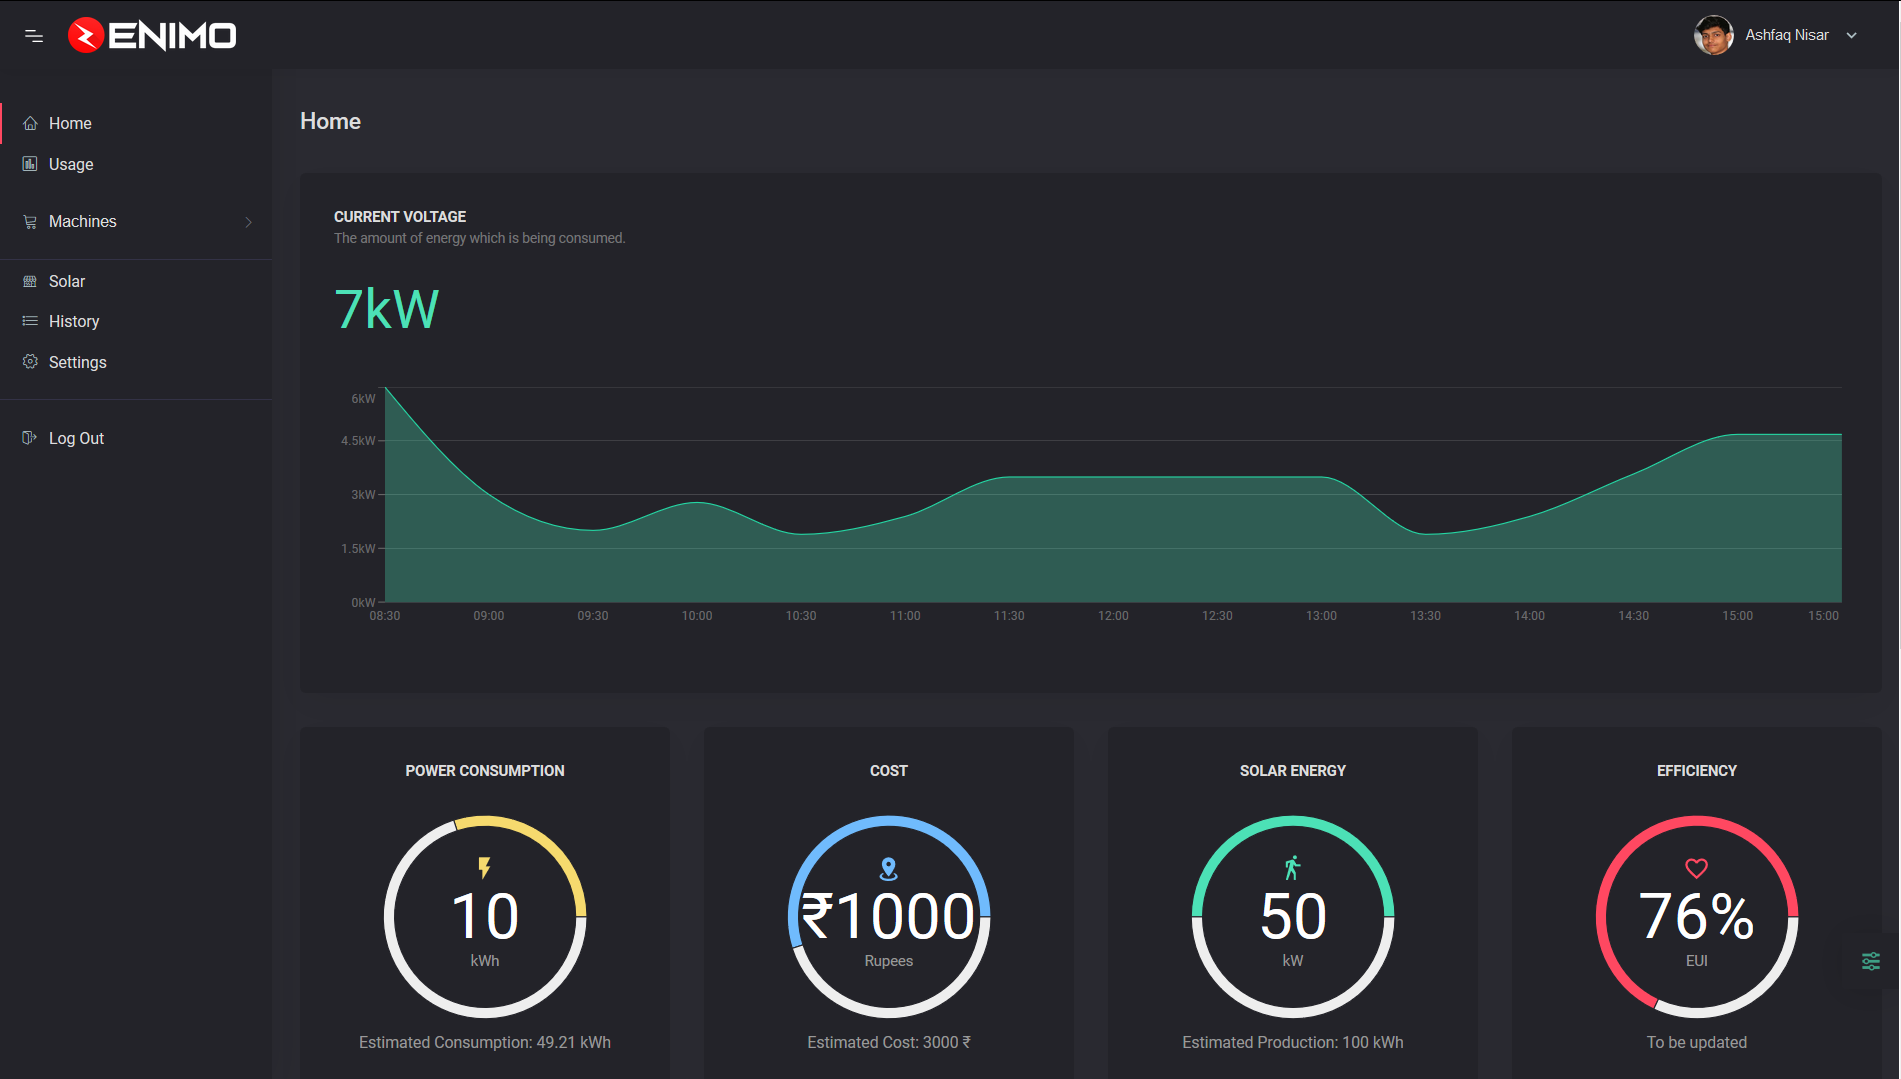 ENIMO
Ashfaq Nisar
Home
Usage
Machines
Solar
History
Settings
Log Out
Home
CURRENT VOLTAGE
The amount of energy which is being consumed.
7kW
6kW
4.5kW
3kW
1.5kW
0kW
08:30 09:00 09:30 10:00 10:30 11:00 11:30 12:00 12:30 13:00 13:30 14:00 14:30 15:00 15:00
POWER CONSUMPTION
10
kWh
Estimated Consumption: 49.21 kWh
COST
₹1000
Rupees
Estimated Cost: 3000 ₹
SOLAR ENERGY
50
kW
Estimated Production: 100 kWh
EFFICIENCY
76%
EUI
To be updated